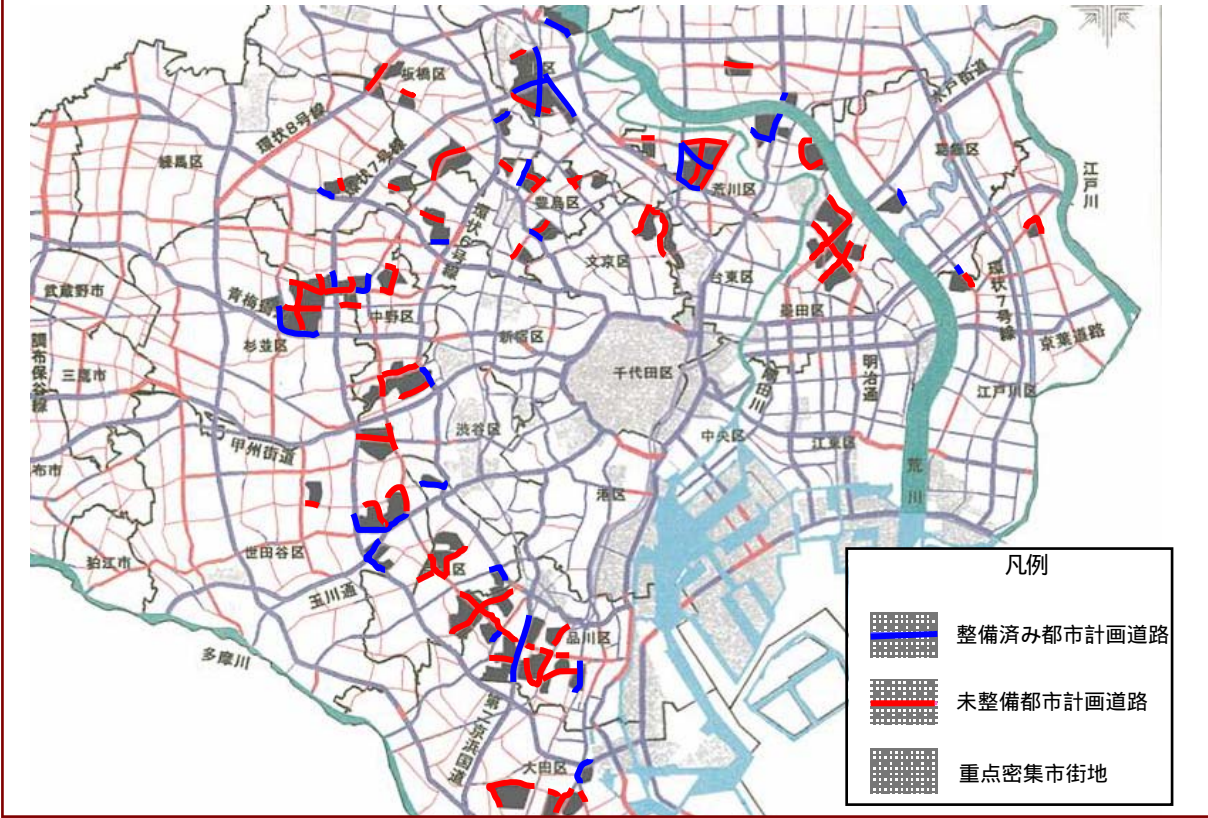 板橋区
北区
水戸街道
環状8号線
練馬区
環状7号線
葛飾区
江戸川
荒川区
豊島区
環状6号線
文京区
台東区
武蔵野市
青梅街
中野区
墨田区
環状7号線
新宿区
杉並区
京葉道路
調布保谷線
三鷹市
千代田区
隅田川
明治通
江戸川区
渋谷区
中央区
江東区
甲州街道
布市
港区
荒川
世田谷区
狛江市
玉川通
区
品川区
多摩川
第二京浜国道
大田区
凡例
整備済み都市計画道路
未整備都市計画道路
重点密集市街地